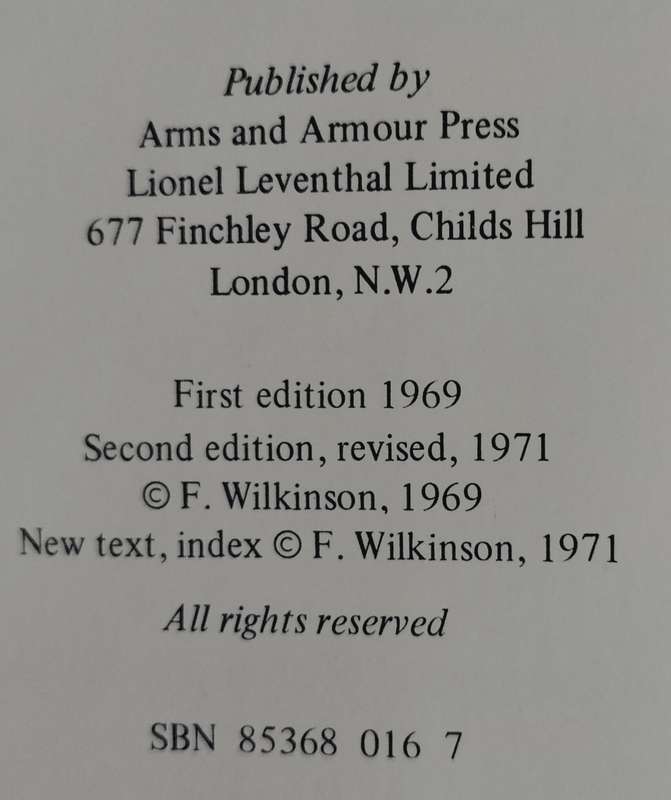 Published by
Arms and Armour Press
Lionel Leventhal Limited
677 Finchley Road, Childs Hill
London, N.W.2
First edition 1969
Second edition, revised, 1971
© F. Wilkinson, 1969
New text, index © F. Wilkinson, 1971
All rights reserved
SBN 85368 016 7